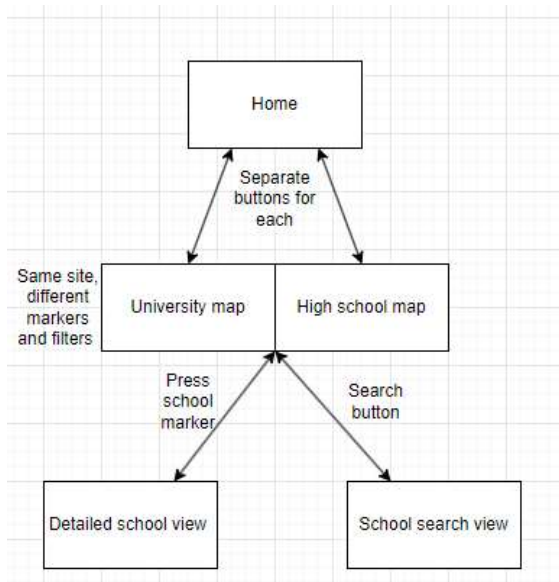 Home
Separate
buttons for
each
Same site,
different
markers
and filters
University map
High school map
Press
school
marker
Search
button
Detailed school view
School search view